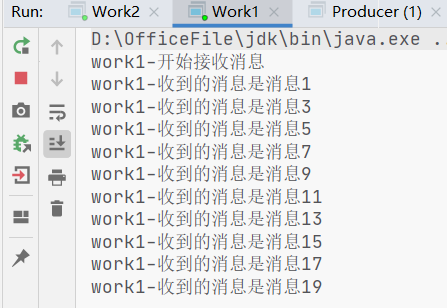 Run: Work2 Work1 Producer (1)
D:\OfficeFile\jdk\bin\java.exe .
work1-开始接收消息
work1-收到的消息是消息1
work1-收到的消息是消息3
work1-收到的消息是消息5
work1-收到的消息是消息7
work1-收到的消息是消息9
work1-收到的消息是消息11
work1-收到的消息是消息13
work1-收到的消息是消息15
work1-收到的消息是消息17
work1-收到的消息是消息19